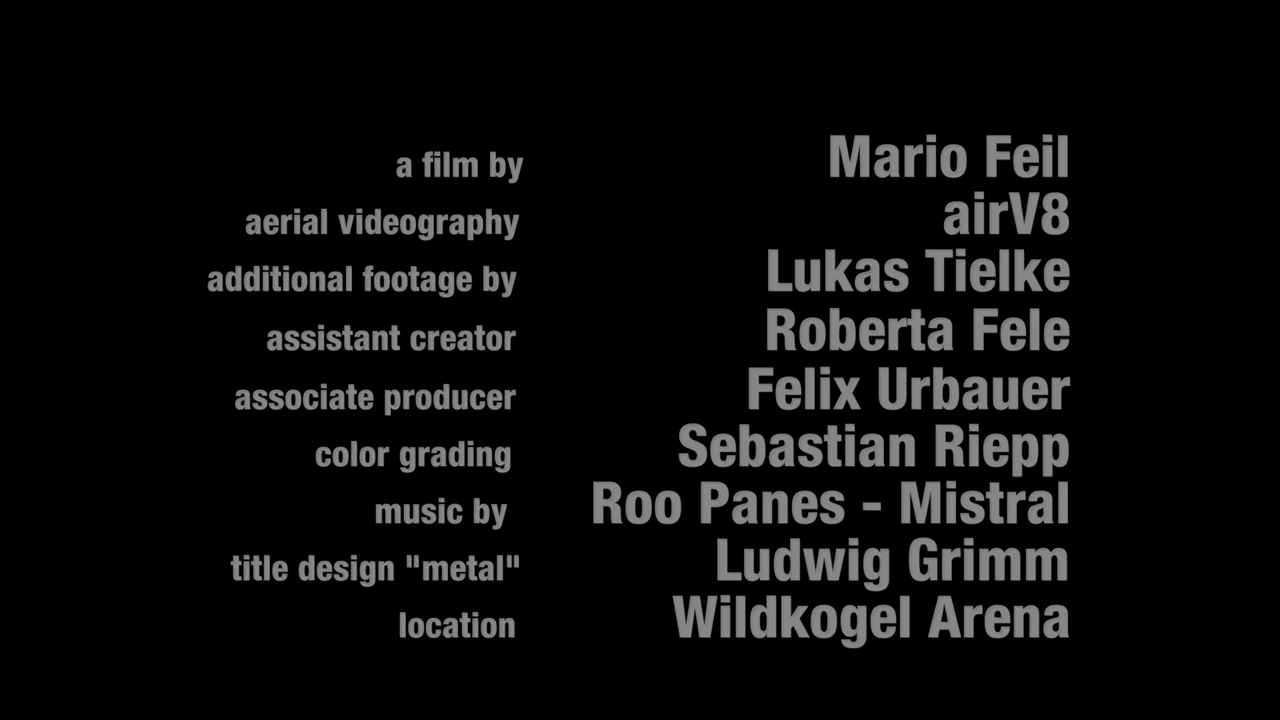 a film by Mario Feil
aerial videography airV8
additional footage by Lukas Tielke
assistant creator Roberta Fele
associate producer Felix Urbauer
color grading Sebastian Riepp
music by Roo Panes - Mistral
title design "metal" Ludwig Grimm
location Wildkogel Arena